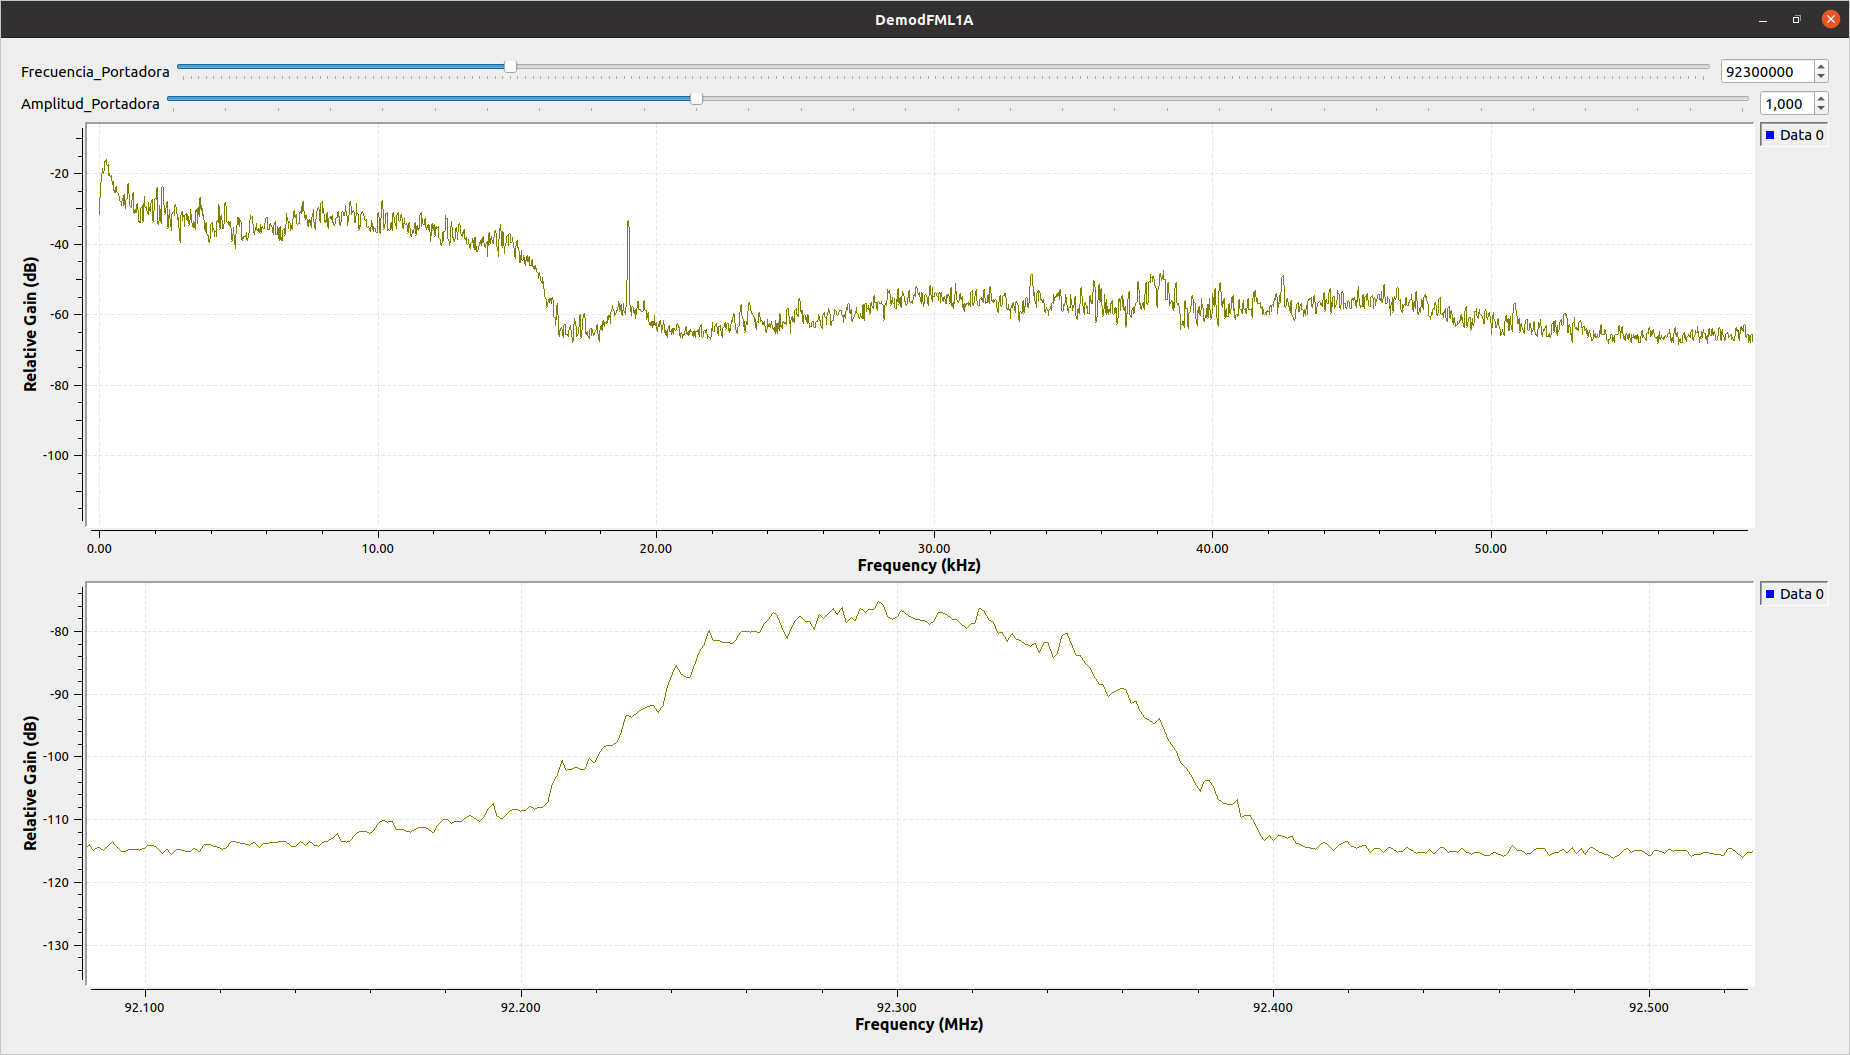 DemodFML1A
Frecuencia_Portadora 92300000
Amplitud_Portadora 1,000
Data 0
Relative Gain (dB)
-20
-40
-60
-80
-100
0.00 10.00 20.00 30.00 40.00 50.00
Frequency (kHz)
Data 0
Relative Gain (dB)
-80
-90
-100
-110
-120
-130
92.100 92.200 92.300 92.400 92.500
Frequency (MHz)